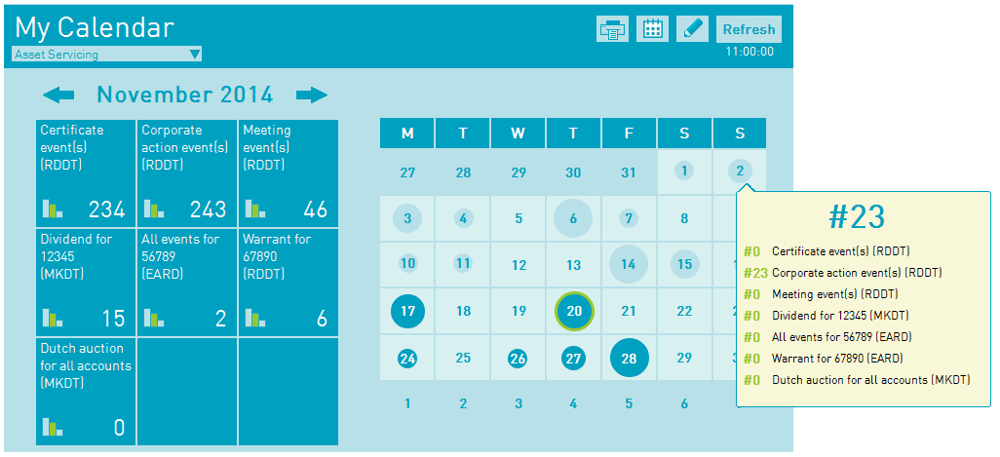 My Calendar
Asset Servicing
Refresh
11:00:00
November 2014
Certificate
event(s)
(RDDT)
234
Corporate
action event(s)
(RDDT)
243
Meeting
event(s)
(RDDT)
46
Dividend for
12345
(MKDT)
15
All events for
56789
(EARD)
2
Warrant for
67890
(RDDT)
6
Dutch auction
for all accounts
(MKDT)
0
M T W T F S S
27 28 29 30 31 1 2
3 4 5 6 7 8
10 11 12 13 14 15
17 18 19 20 21 22
24 25 26 27 28 29
1 2 3 4 5 6
#23
#0 Certificate event(s) (RDDT)
#23 Corporate action event(s) (RDDT)
#0 Meeting event(s) (RDDT)
#0 Dividend for 12345 (MKDT)
#0 All events for 56789 (EARD)
#0 Warrant for 67890 (EARD)
#0 Dutch auction for all accounts (MKDT)